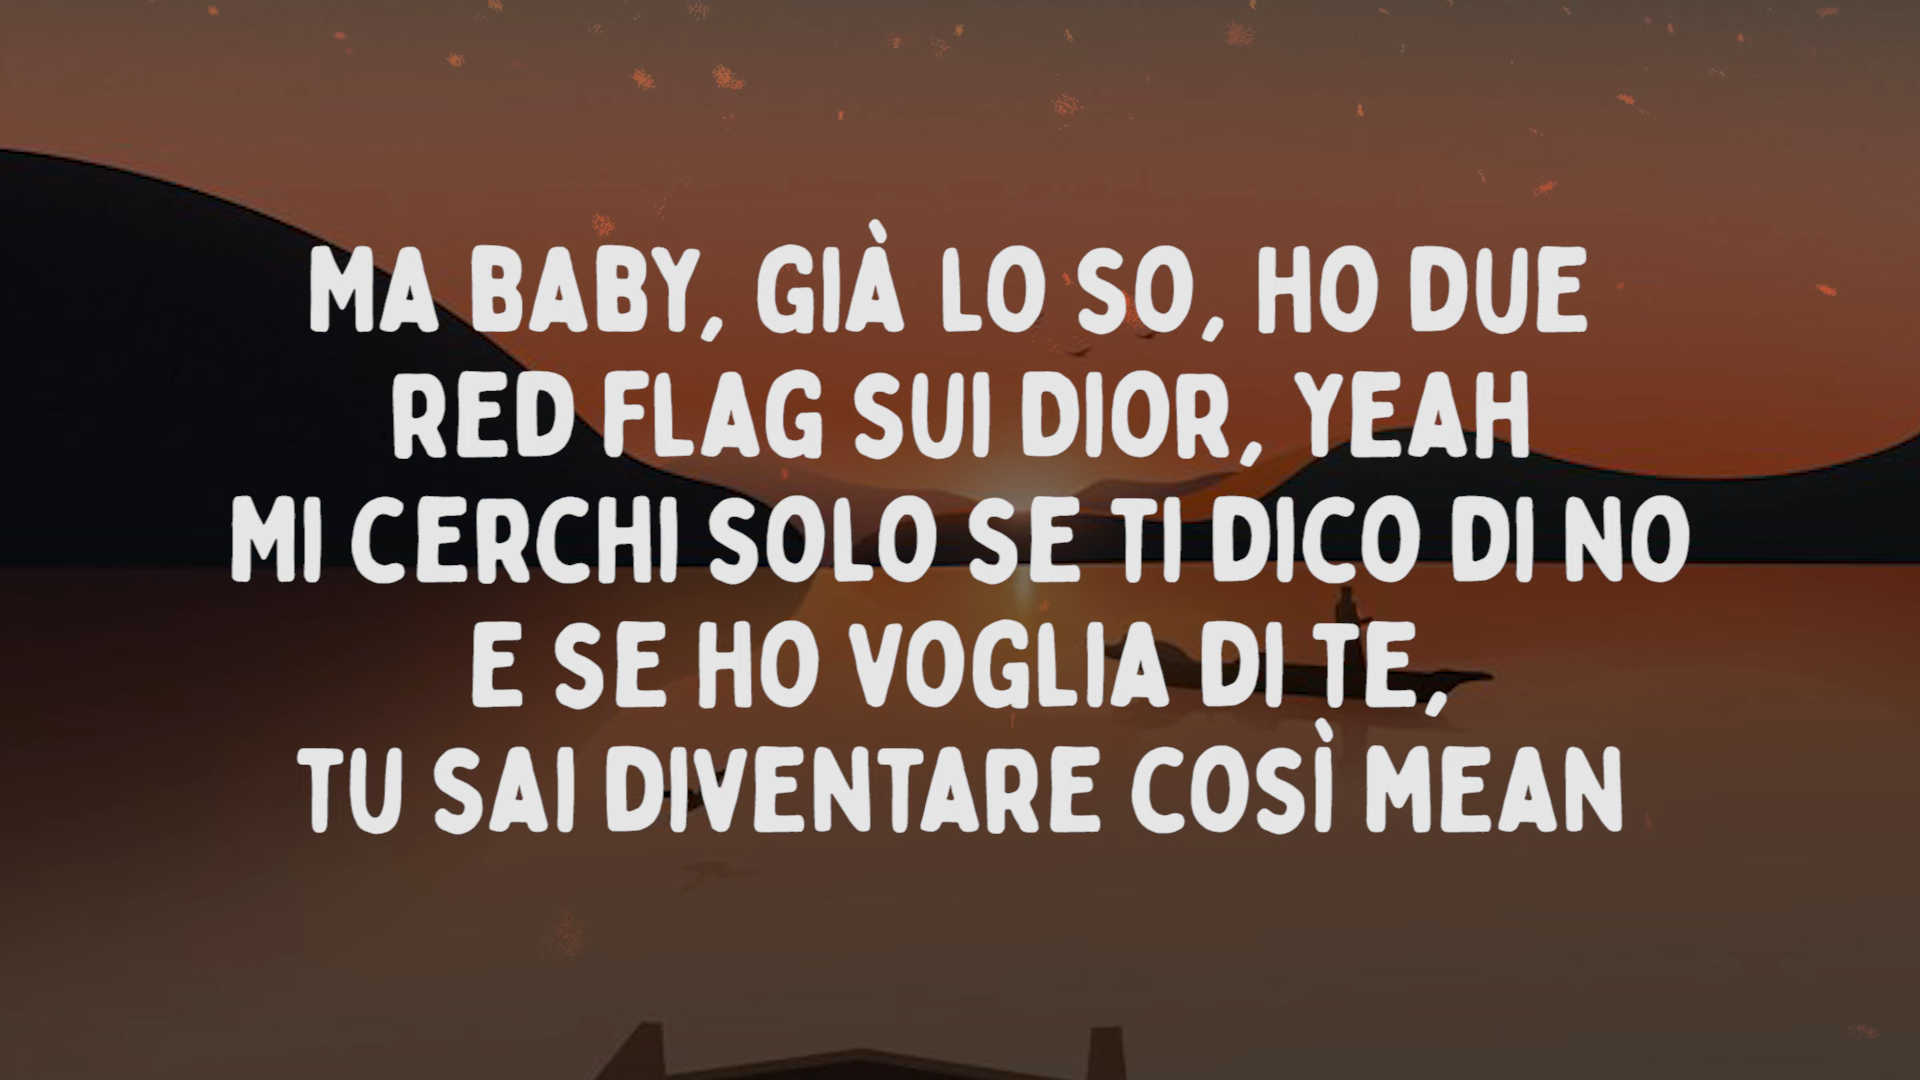 MA BABY, GIÀ LO SO, HO DUE
RED FLAG SUI DIOR, YEAH
MI CERCHI SOLO SE TI DICO DI NO
E SE HO VOGLIA DI TE,
TU SAI DIVENTARE COSÌ MEAN